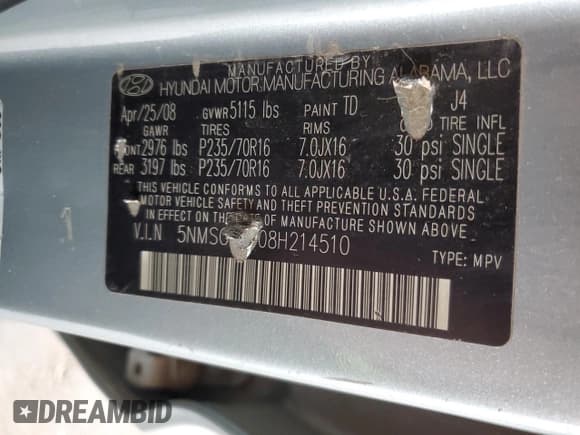 MANUFACTURED BY
HYUNDAI MOTOR MANUFACTURING ALABAMA, LLC
Apr/25/08 GVWR 5115 lbs PAINT TD J4
GAWR TIRES RIMS TIRE INFL
FRONT 2976 lbs P235/70R16 7.0JX16 30 psi SINGLE
REAR 3197 lbs P235/70R16 7.0JX16 30 psi SINGLE
THIS VEHICLE CONFORMS TO ALL APPLICABLE U.S.A. FEDERAL
MOTOR VEHICLE SAFETY AND THEFT PREVENTION STANDARDS
IN EFFECT ON THE DATE OF MANUFACTURE SHOWN ABOVE
V.I.N 5NMSG 08H214510
TYPE: MPV
DREAMBID